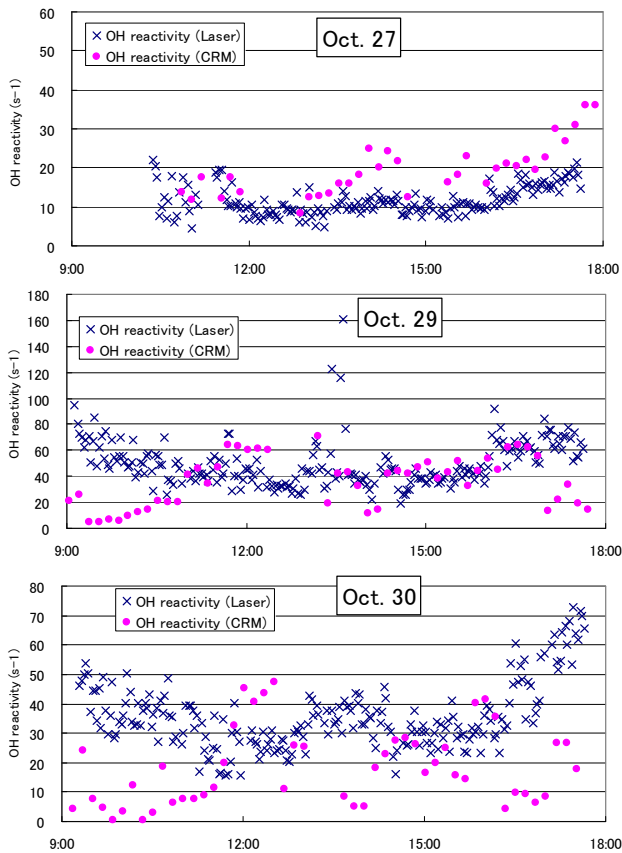 60
50
40
30
20
10
0
OH reactivity (s-1)
× OH reactivity (Laser)
● OH reactivity (CRM)
Oct. 27
9:00 12:00 15:00 18:00
180
160
140
120
100
80
60
40
20
0
OH reactivity (s-1)
× OH reactivity (Laser)
● OH reactivity (CRM)
Oct. 29
9:00 12:00 15:00 18:00
80
70
60
50
40
30
20
10
0
OH reactivity (s-1)
× OH reactivity (Laser)
● OH reactivity (CRM)
Oct. 30
9:00 12:00 15:00 18:00